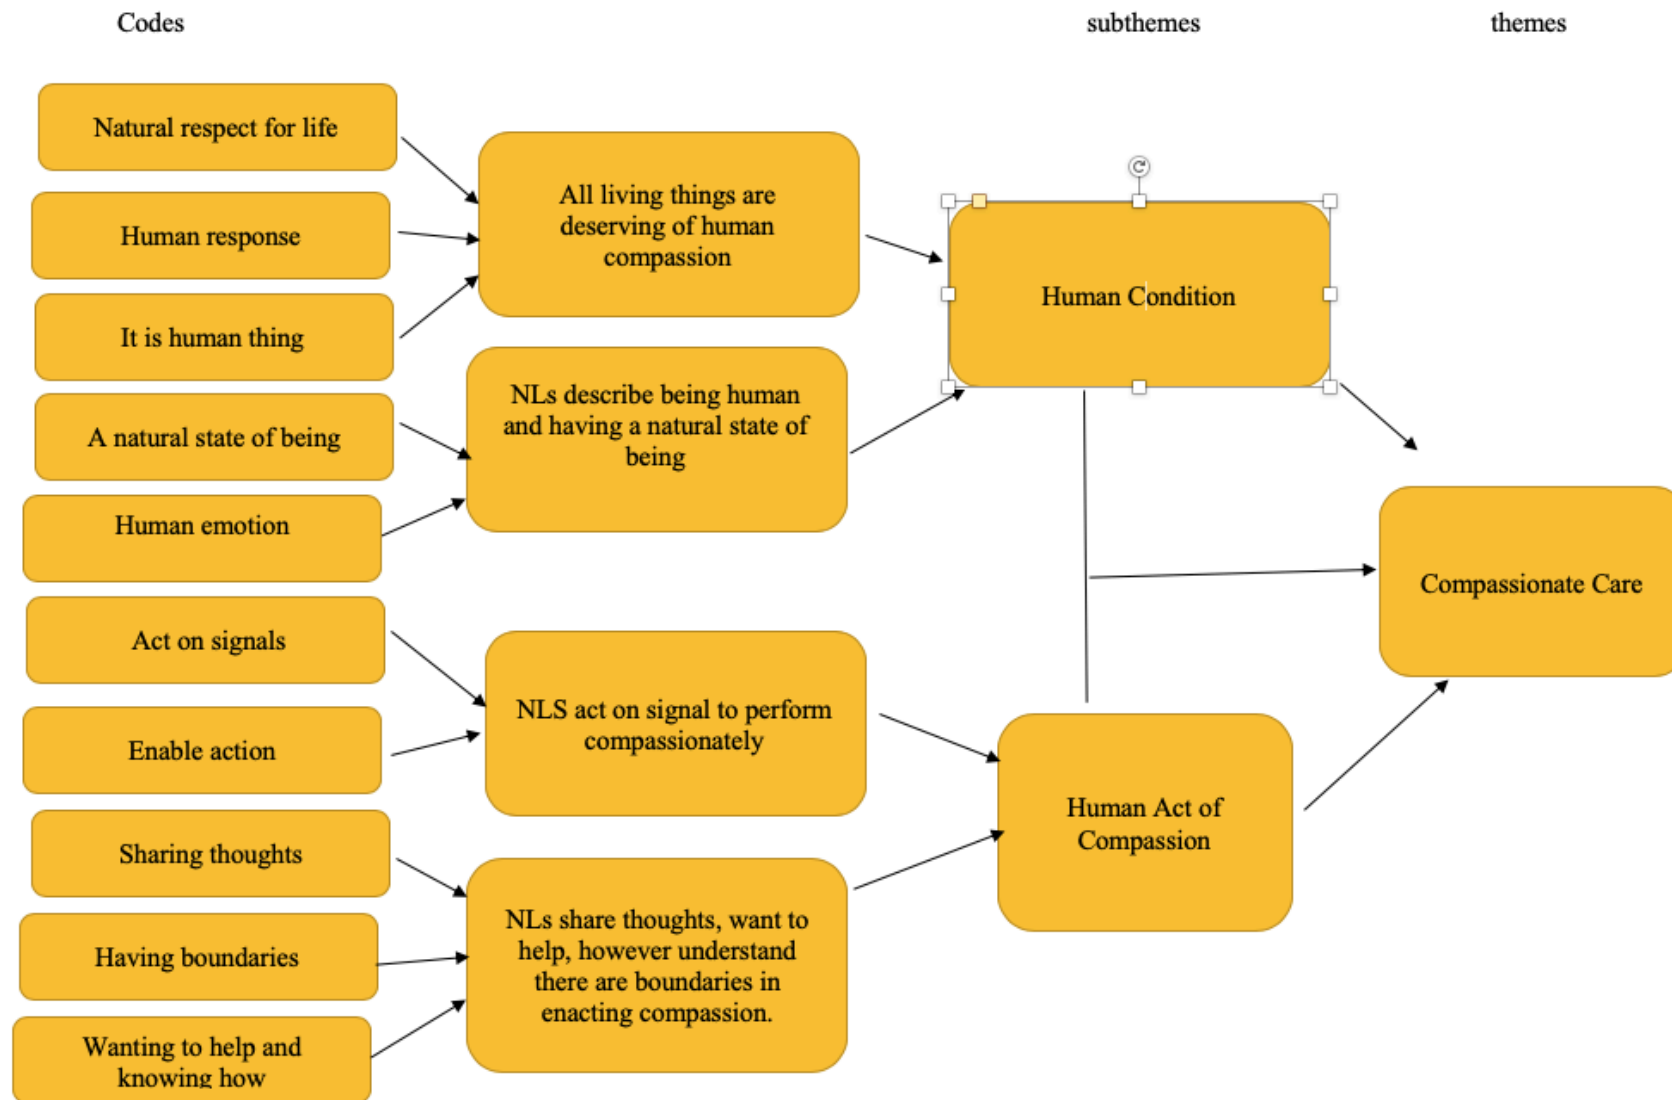 Codes
subthemes
themes
Natural respect for life
Human response
It is human thing
A natural state of being
Human emotion
Act on signals
Enable action
Sharing thoughts
Having boundaries
Wanting to help and
knowing how
All living things are
deserving of human
compassion
NLs describe being human
and having a natural state of
being
NLS act on signal to perform
compassionately
NLs share thoughts, want to
help, however understand
there are boundaries in
enacting compassion.
Human Condition
Human Act of
Compassion
Compassionate Care